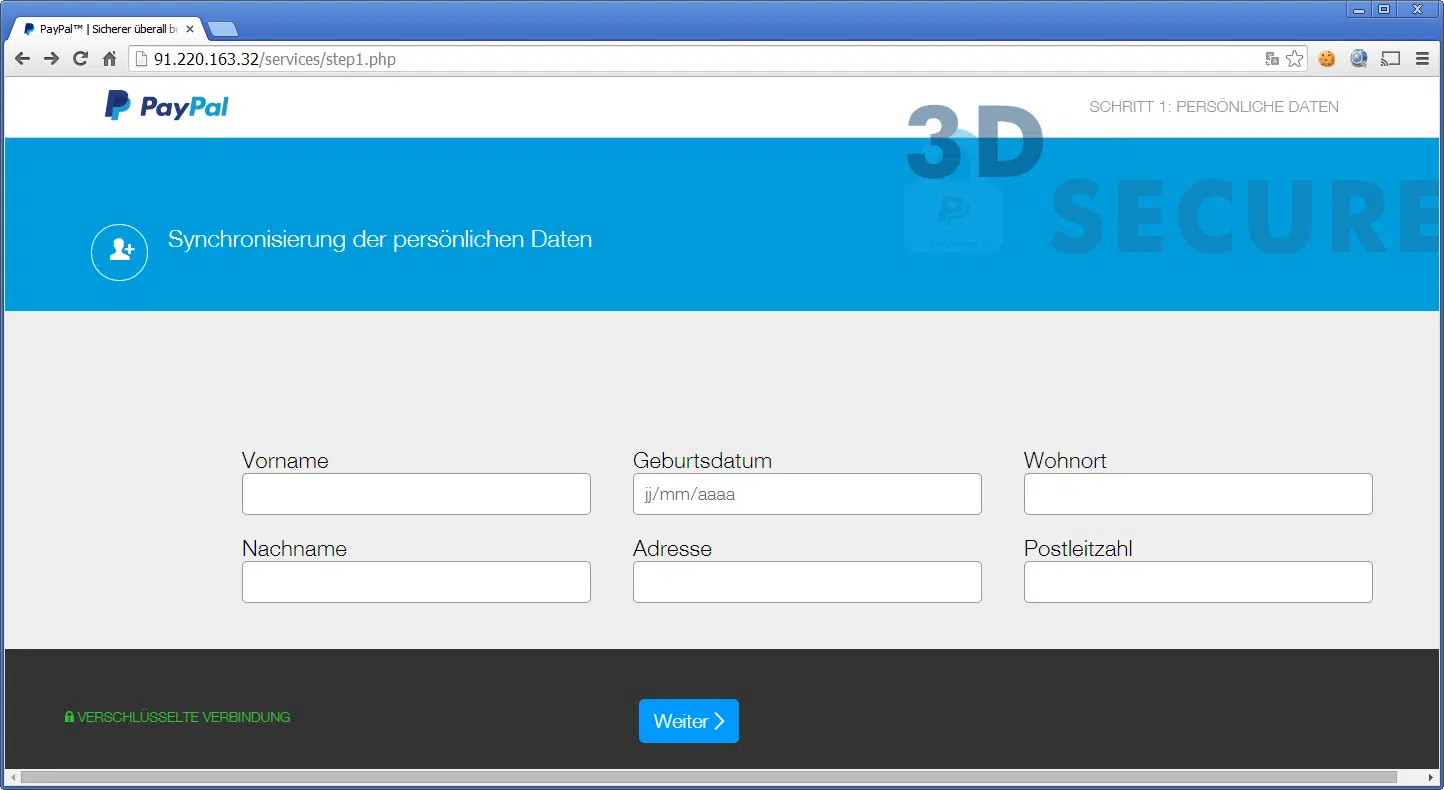 PayPal™ | Sicherer überall b
91.220.163.32/services/step1.php
PayPal
SCHRITT 1: PERSÖNLICHE DATEN
3D
SECURE
Synchronisierung der persönlichen Daten
Vorname
Geburtsdatum
Wohnort
jj/mm/aaaa
Nachname
Adresse
Postleitzahl
VERSCHLÜSSELTE VERBINDUNG
Weiter